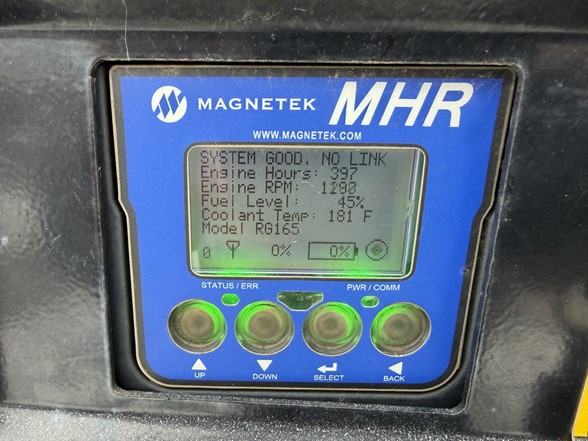 MAGNETEK MHR
WWW.MAGNETEK.COM
SYSTEM GOOD, NO LINK
Engine Hours: 397
Engine RPM: 1280
Fuel Level: 45%
Coolant Temp: 181 F
Model RG165
0 0% 0%
STATUS / ERR PWR / COMM
UP DOWN SELECT BACK